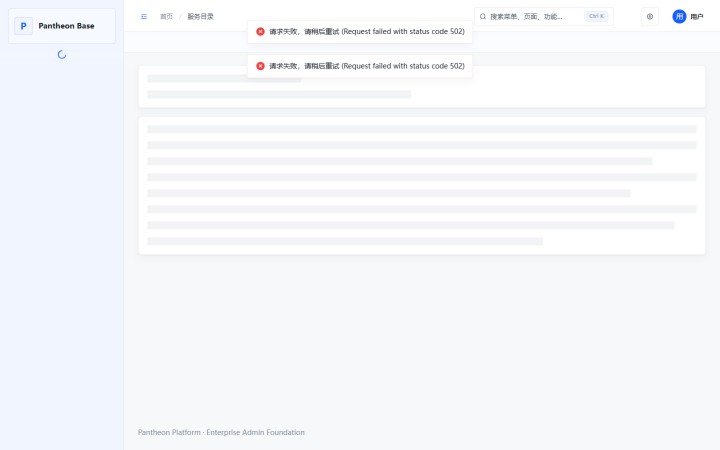 P Pantheon Base
首页 / 服务目录
搜索菜单、页面、功能... Ctrl K
用 用户
请求失败，请稍后重试 (Request failed with status code 502)
请求失败，请稍后重试 (Request failed with status code 502)
Pantheon Platform · Enterprise Admin Foundation